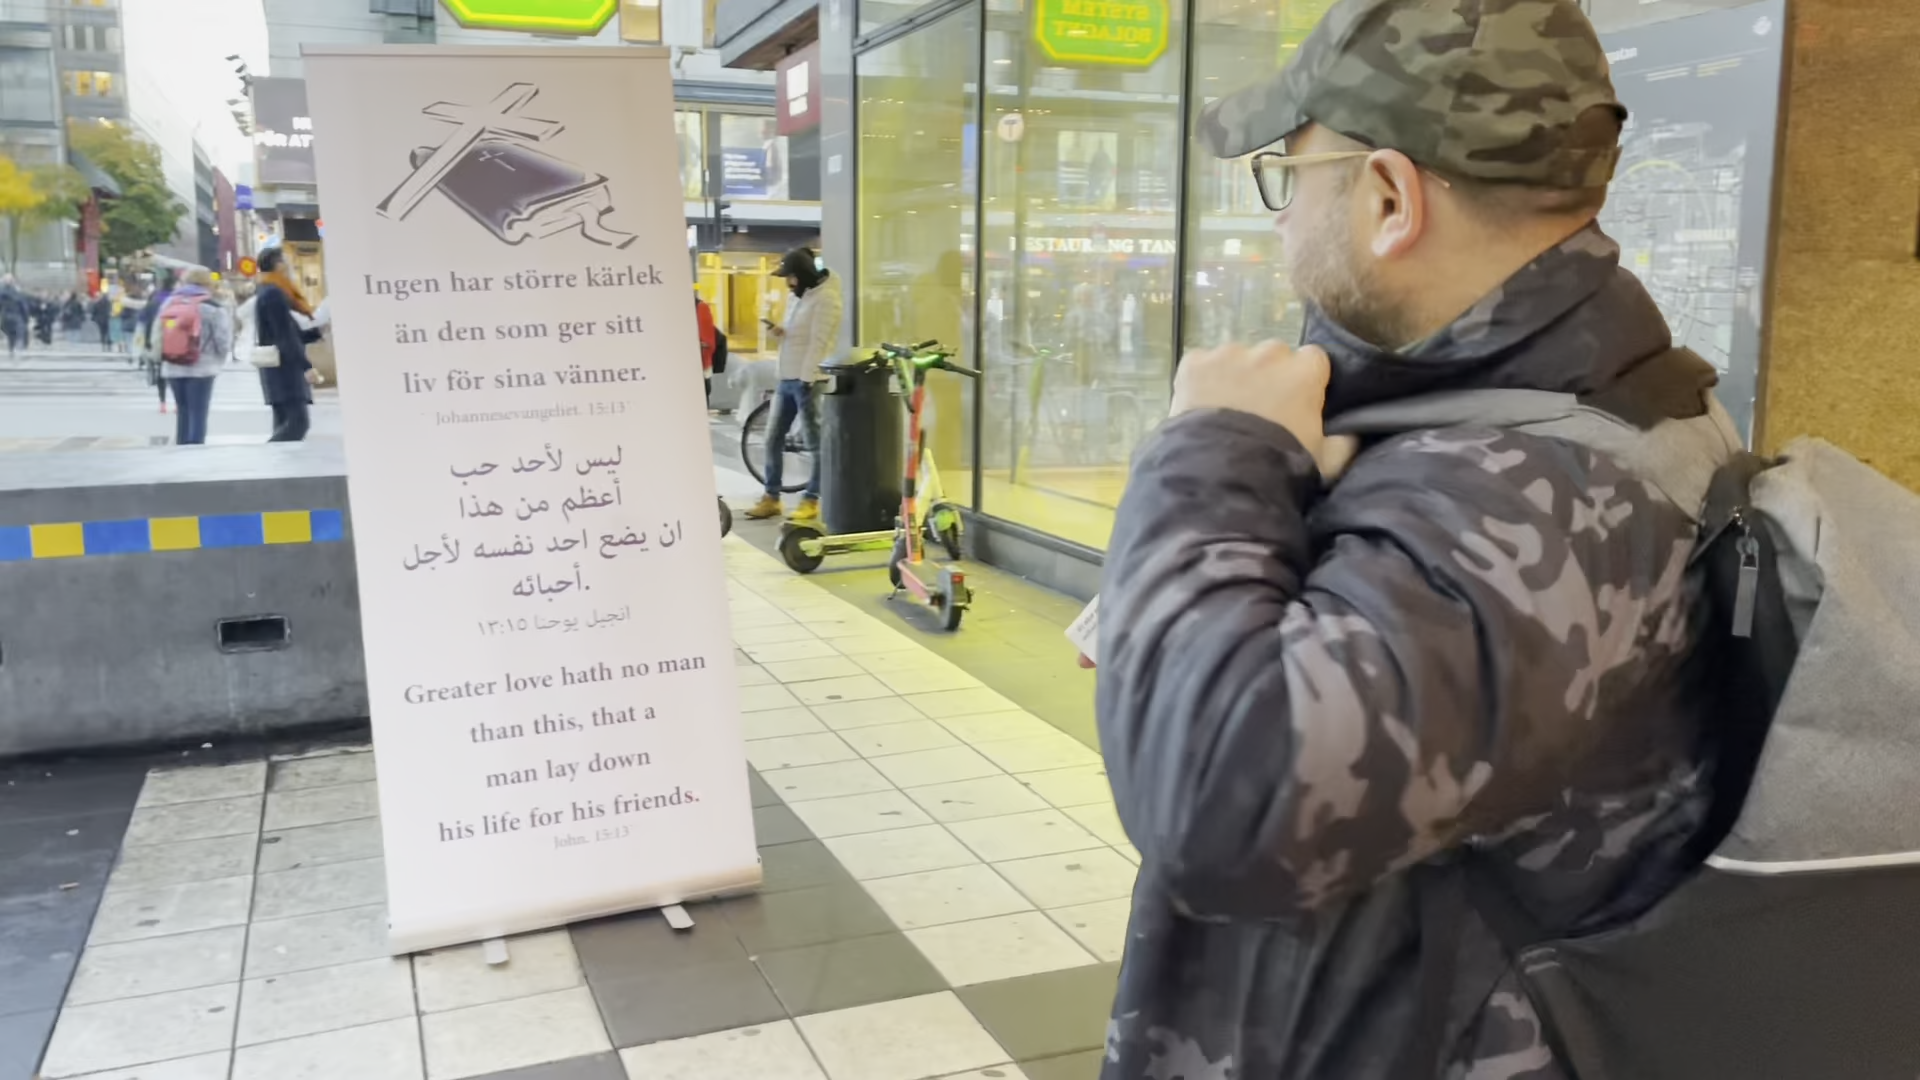 Ingen har större kärlek
än den som ger sitt
liv för sina vänner.
Johannesevangeliet. 15:13
ليس لأحد حب
أعظم من هذا
ان يضع احد نفسه لأجل
أحبائه.
انجيل يوحنا ١٣:١٥
Greater love hath no man
than this, that a
man lay down
his life for his friends.
John. 15:13
SYSTEM
BOLAGET
T